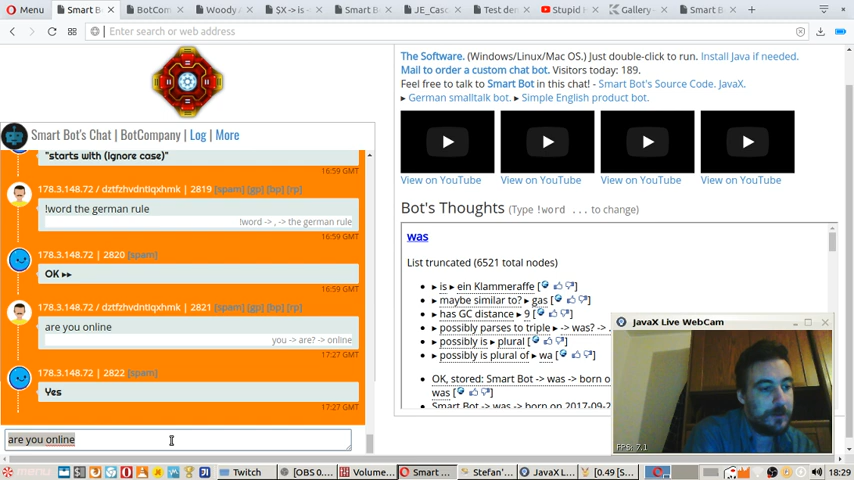 Menu
Smart B
BotCom
Woody A
$X -> is
Smart Bo
JE_Casc
Test den
Stupid H
Gallery -
Smart Bo
Enter search or web address
The Software. (Windows/Linux/Mac OS.) Just double-click to run. Install Java if needed.
Mail to order a custom chat bot. Visitors today: 189.
Feel free to talk to Smart Bot in this chat! - Smart Bot's Source Code. JavaX.
▸ German smalltalk bot. ▸ Simple English product bot.
View on YouTube
View on YouTube
View on YouTube
View on YouTube
Smart Bot's Chat | BotCompany | Log | More
"starts with (ignore case)"
16:59 GMT
178.3.148.72 / dztfzhvdntiqxhmk | 2819 [spam] [gp] [bp] [rp]
!word the german rule
!word -> , -> the german rule
16:59 GMT
178.3.148.72 | 2820 [spam]
OK ▸▸
16:59 GMT
178.3.148.72 / dztfzhvdntiqxhmk | 2821 [spam] [gp] [bp] [rp]
are you online
you -> are? -> online
17:27 GMT
178.3.148.72 | 2822 [spam]
Yes
17:27 GMT
are you online
Bot's Thoughts (Type !word ... to change)
was
List truncated (6521 total nodes)
• ▸ is ▸ ein Klammeraffe [
• ▸ maybe similar to? ▸ gas [
• ▸ has GC distance ▸ 9 [
• ▸ possibly parses to triple ▸ -> was? ->
• ▸ possibly is ▸ plural [
• ▸ possibly is plural of ▸ wa [
• OK, stored: Smart Bot -> was -> born o
was [
• Smart Bot -> was -> born on 2017-09-2
JavaX Live WebCam
FPS: 7.1
menu
Twitch
[OBS 0....
Volume...
Smart ...
Stefan'...
JavaX L...
[0.49 [S...
18:29